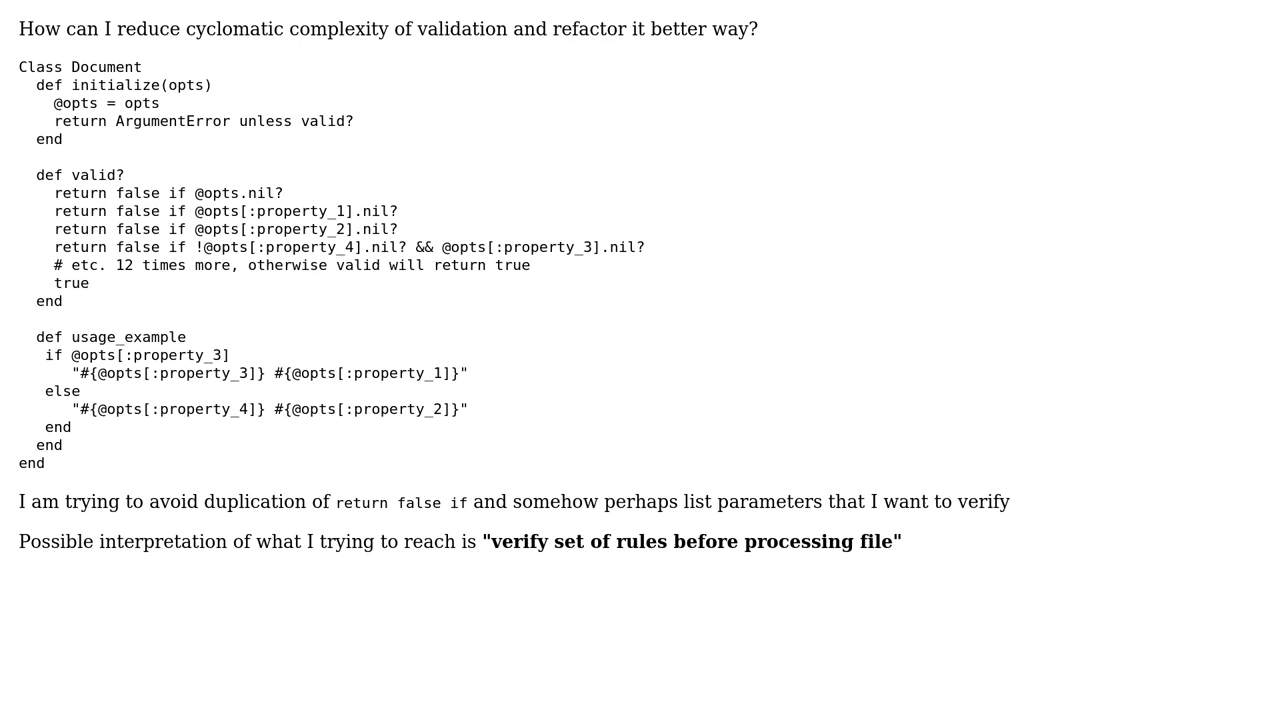 How can I reduce cyclomatic complexity of validation and refactor it better way?
Class Document
  def initialize(opts)
    @opts = opts
    return ArgumentError unless valid?
  end

  def valid?
    return false if @opts.nil?
    return false if @opts[:property_1].nil?
    return false if @opts[:property_2].nil?
    return false if !@opts[:property_4].nil? && @opts[:property_3].nil?
    # etc. 12 times more, otherwise valid will return true
    true
  end

  def usage_example
   if @opts[:property_3]
      "#{@opts[:property_3]} #{@opts[:property_1]}"
   else
      "#{@opts[:property_4]} #{@opts[:property_2]}"
   end
  end
end
I am trying to avoid duplication of return false if and somehow perhaps list parameters that I want to verify
Possible interpretation of what I trying to reach is "verify set of rules before processing file"